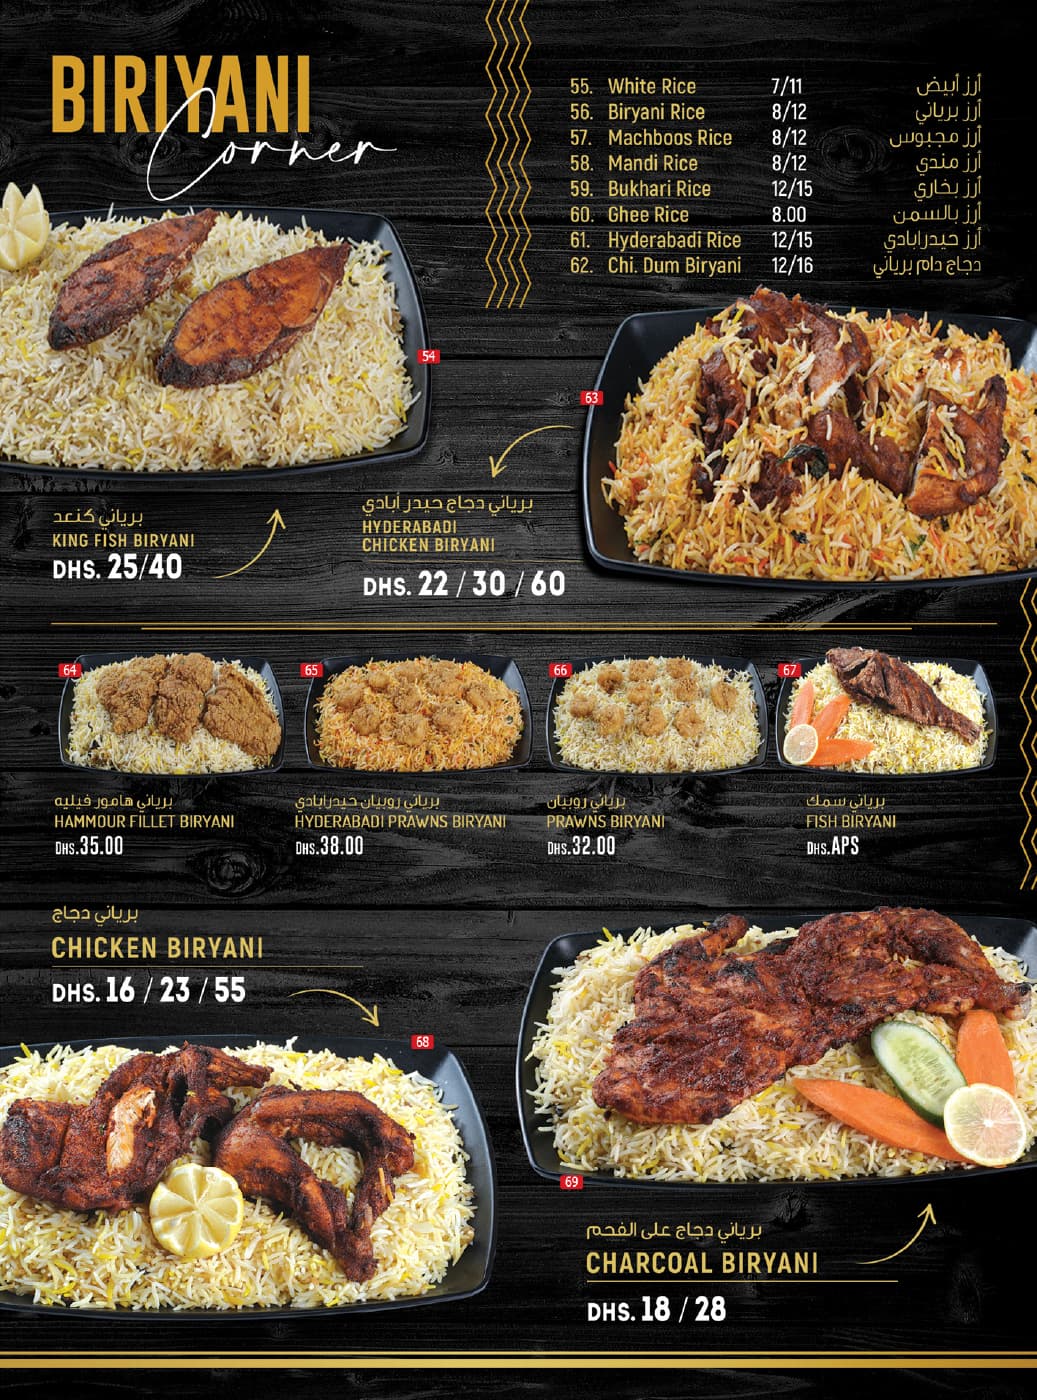 BIRIYANI
Corner
55. White Rice 7/11 أرز أبيض
56. Biryani Rice 8/12 أرز برياني
57. Machboos Rice 8/12 أرز مجبوس
58. Mandi Rice 8/12 أرز مندي
59. Bukhari Rice 12/15 أرز بخاري
60. Ghee Rice 8.00 أرز بالسمن
61. Hyderabadi Rice 12/15 أرز حيدرابادي
62. Chi. Dum Biryani 12/16 دجاج دام برياني
54
63
برياني كنعد
KING FISH BIRYANI
DHS. 25/40
برياني دجاج حيدر أبادي
HYDERABADI
CHICKEN BIRYANI
DHS. 22 / 30 / 60
64
برياني هامور فيليه
HAMMOUR FILLET BIRYANI
DHS.35.00
65
برياني روبيان حيدرابادي
HYDERABADI PRAWNS BIRYANI
DHS.38.00
66
برياني روبيان
PRAWNS BIRYANI
DHS.32.00
67
برياني سمك
FISH BIRYANI
DHS.APS
برياني دجاج
CHICKEN BIRYANI
DHS. 16 / 23 / 55
68
69
برياني دجاج على الفحم
CHARCOAL BIRYANI
DHS. 18 / 28